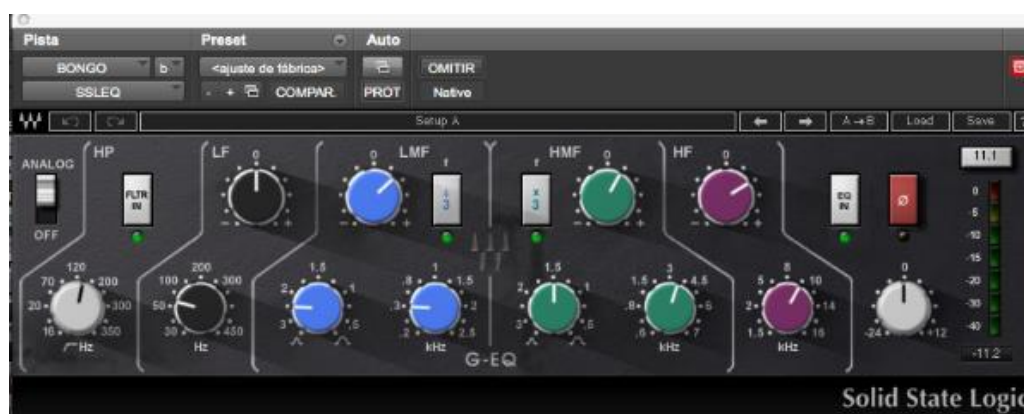 Pista Preset Auto
BONGO b <ajuste de fábrica> OMITIR
SSLEQ - + COMPAR. PROT Nativo
Setup A A→B Load Save
ANALOG HP LF 0 0 LMF f f HMF 0 HF 0 11.1
FLTR IN ÷3 x3 EQ IN ø
OFF
0
-5
-10
-15
-20
-30
-40
120 200 1.5 1 1.5 3 5 0
70 200 100 300 2 1 .8 1.5 2 1 1.5 4.5 3 10
20 300 50 3 .5 .3 2 3 .5 .8 6 2 14
16 350 30 450 .2 2.5 .6 7 1.5 16 -24 +12
Hz Hz kHz kHz kHz -11.2
G-EQ
Solid State Logic